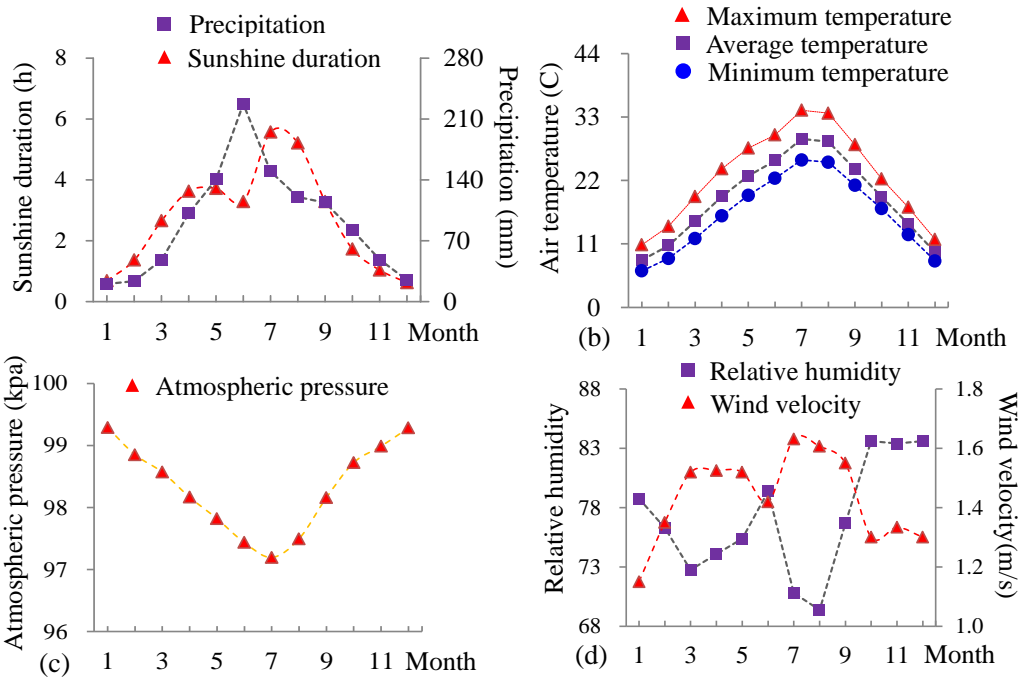 Precipitation
Sunshine duration
Sunshine duration (h)
8
6
4
2
0
280
210
140
70
0
Precipitation (mm)
1 3 5 7 9 11 Month
Maximum temperature
Average temperature
Minimum temperature
Air temperature (C)
44
33
22
11
0
(b) 1 3 5 7 9 11 Month
Atmospheric pressure
Atmospheric pressure (kpa)
100
99
98
97
96
(c) 1 3 5 7 9 11 Month
Relative humidity
Wind velocity
Relative humidity
88
83
78
73
68
1.8
1.6
1.4
1.2
1.0
Wind velocity(m/s)
(d) 1 3 5 7 9 11 Month